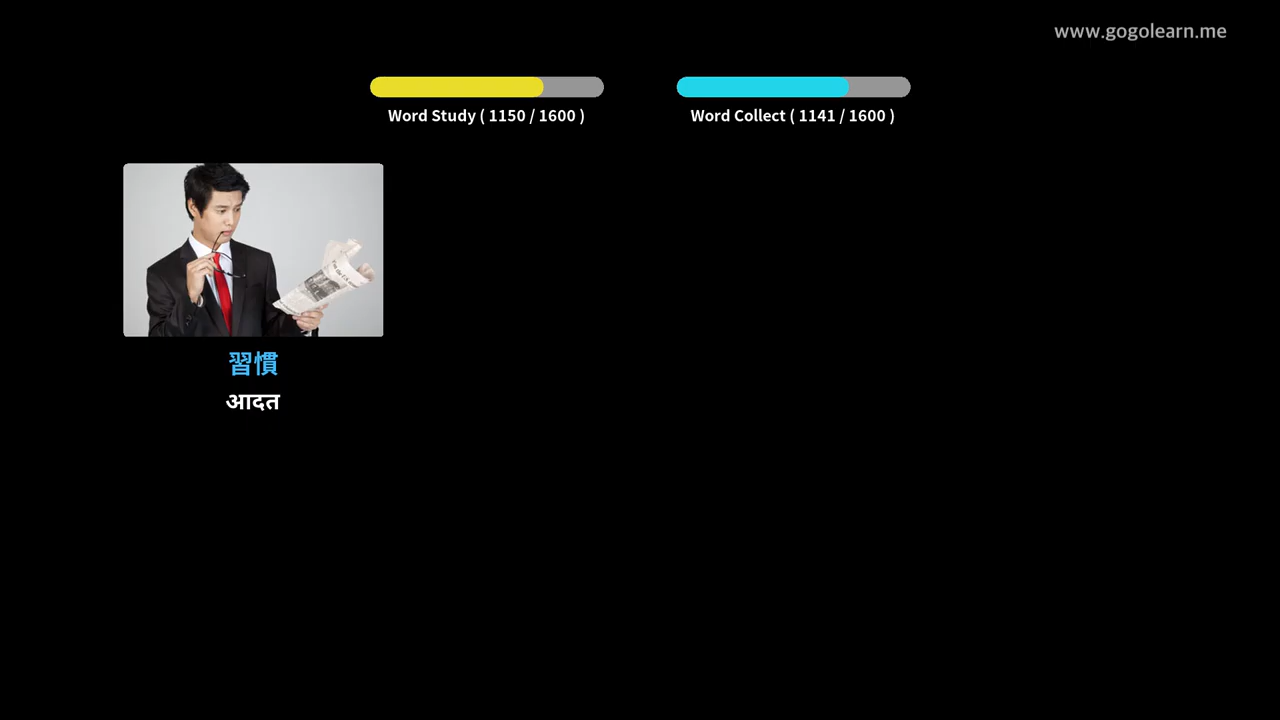 www.gogolearn.me
Word Study ( 1150 / 1600 )
Word Collect ( 1141 / 1600 )
習慣
आदत